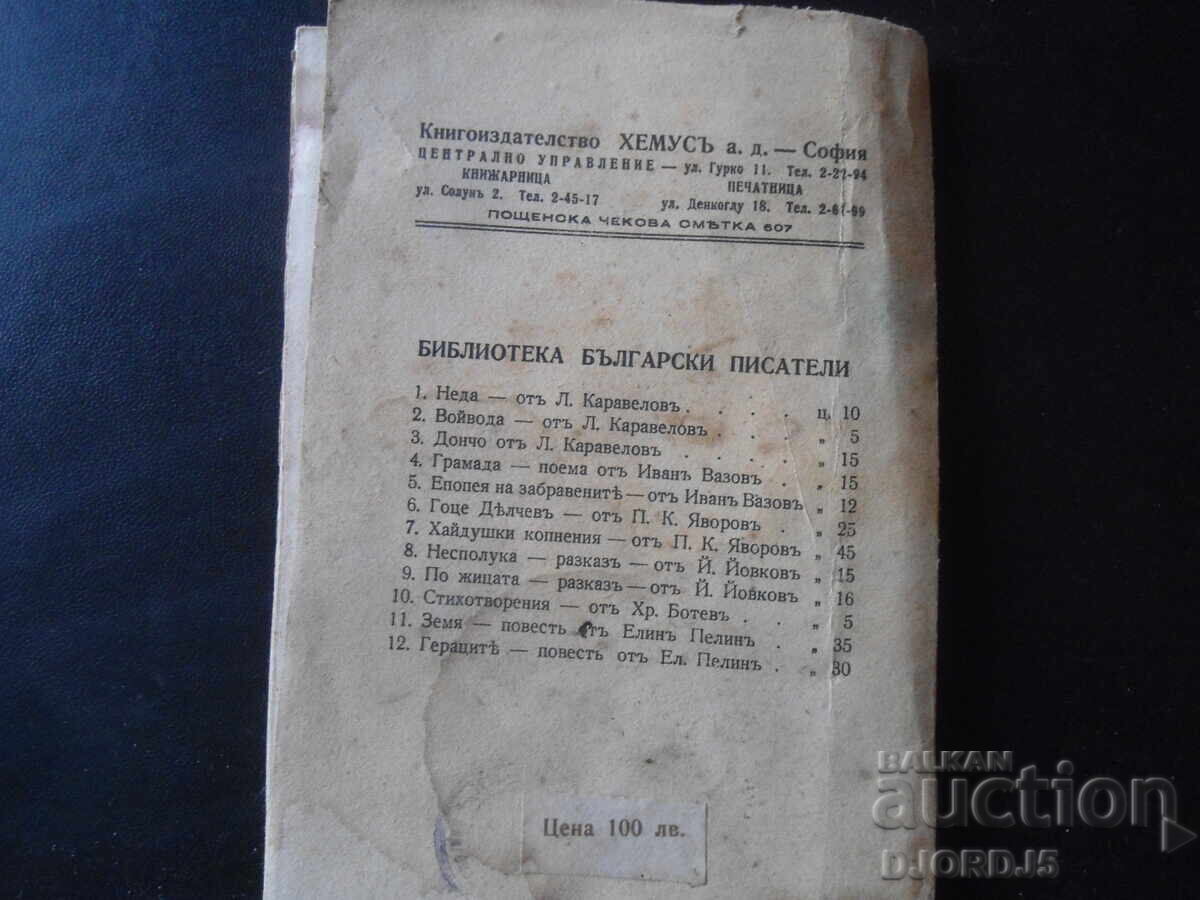 Книгоиздателство ХЕМУСЪ а. д. — София
ЦЕНТРАЛНО УПРАВЛЕНИЕ — ул. Гурко 11. Тел. 2-22-94
КНИЖАРНИЦА ПЕЧАТНИЦА
ул. Солунъ 2. Тел. 2-45-17 ул. Денкоглу 18. Тел.
ПОЩЕНСКА ЧЕКОВА СМѢТКА 607
БИБЛИОТЕКА БЪЛГАРСКИ ПИСАТЕЛИ
1. Неда — отъ Л. Каравеловъ . . . . ц. 10
2. Войвода — отъ Л. Каравеловъ . . . „ 5
3. Дончо отъ Л. Каравеловъ . . . . „ 15
4. Грамада — поема отъ Иванъ Вазовъ . „ 15
5. Епопея на забравенитѣ — отъ Иванъ Вазовъ „ 12
6. Гоце Дѣлчевъ — отъ П. К. Яворовъ . „ 25
7. Хайдушки копнения — отъ П. К. Яворовъ „ 45
8. Несполука — разказъ — отъ Й. Йовковъ „ 15
9. По жицата — разказъ — отъ Й. Йовковъ „ 16
10. Стихотворения — отъ Хр. Ботевъ . . „ 5
11. Земя — повесть отъ Елинъ Пелинъ . „ 35
12. Герацитѣ — повесть отъ Ел. Пелинъ . „ 30
Цена 100 лв.
BALKAN
auction
DJORDJ5